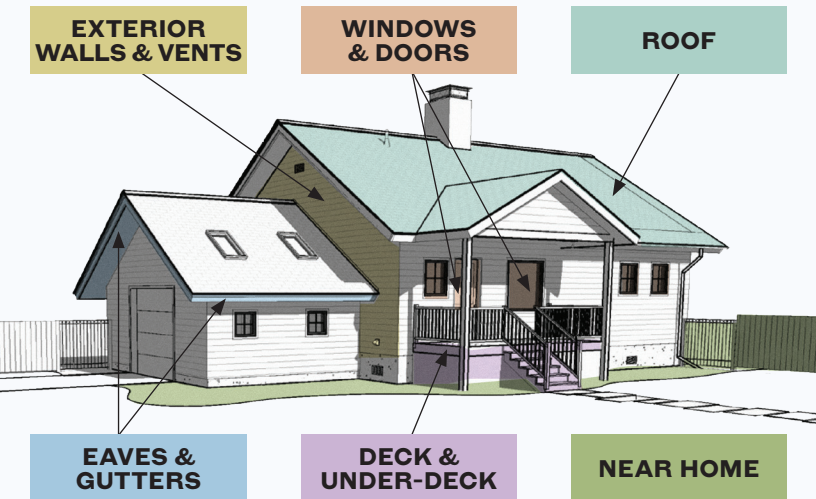 EXTERIOR
WALLS & VENTS
WINDOWS
& DOORS
ROOF
EAVES &
GUTTERS
DECK &
UNDER-DECK
NEAR HOME